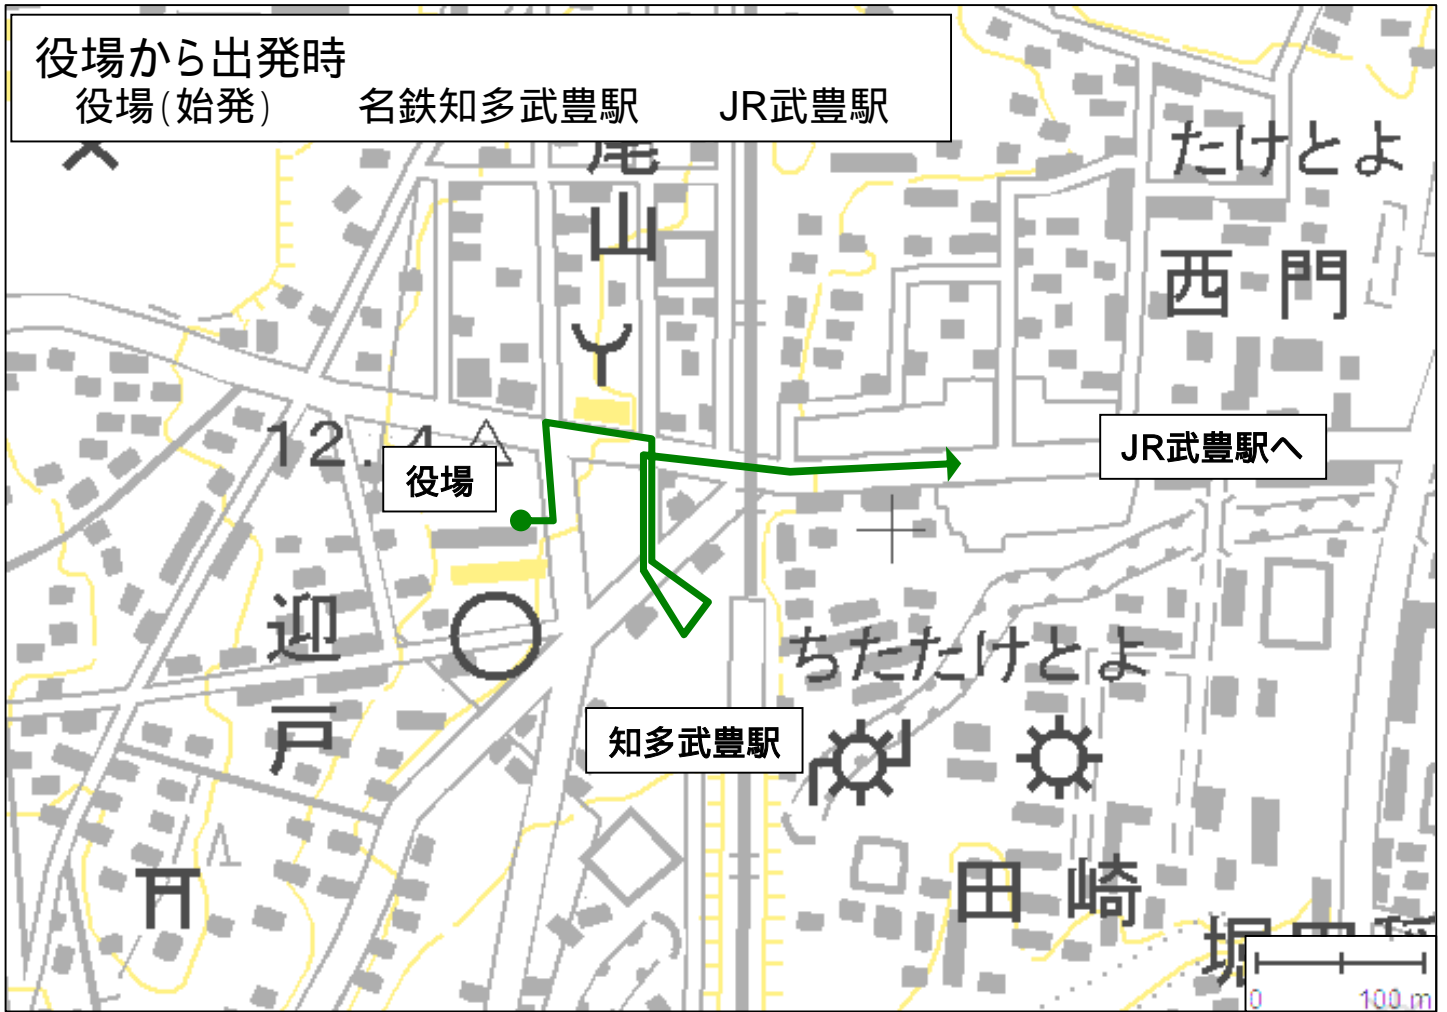 役場から出発時
役場(始発) 名鉄知多武豊駅 JR武豊駅
尾
山
たけとよ
西門
12.4
役場
JR武豊駅へ
迎
戸
ちたたけとよ
知多武豊駅
田崎
堀田
0 100 m